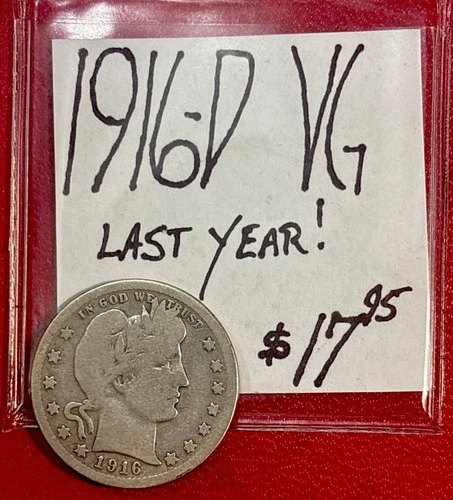 1916-D VG
LAST YEAR!
$17.95
IN GOD WE TRUST
1916